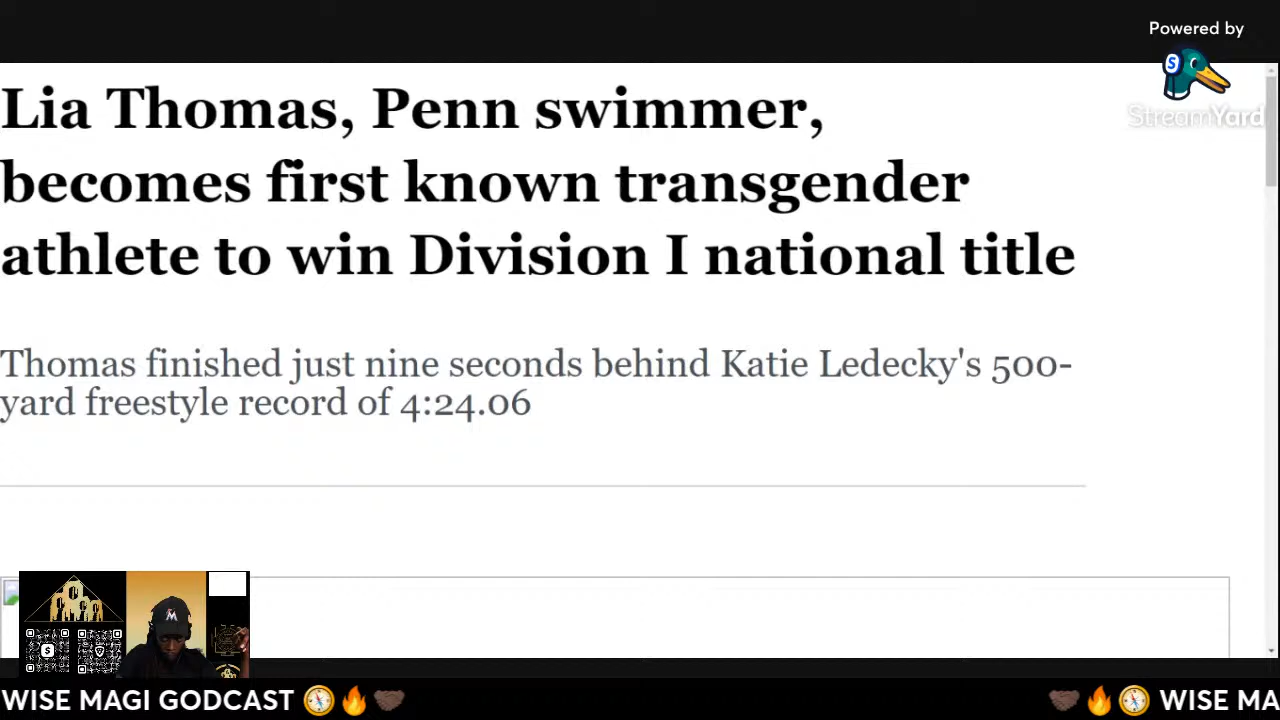 Powered by
S
StreamYard
Lia Thomas, Penn swimmer,
becomes first known transgender
athlete to win Division I national title
Thomas finished just nine seconds behind Katie Ledecky's 500-
yard freestyle record of 4:24.06
WISE MAGI GODCAST
WISE MA